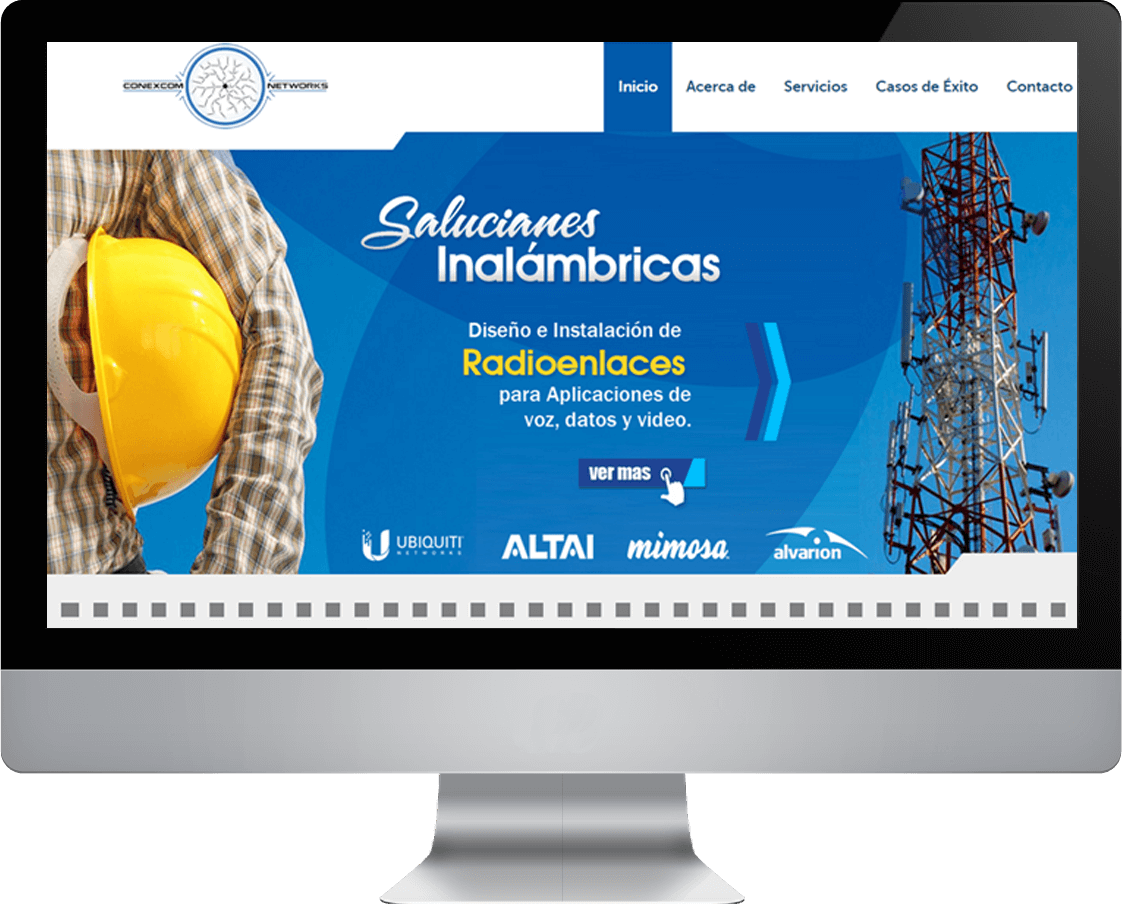 CONEXCOM NETWORKS
Inicio Acerca de Servicios Casos de Éxito Contacto
Salucianes
Inalámbricas
Diseño e Instalación de
Radioenlaces
para Aplicaciones de
voz, datos y video.
ver mas
UBIQUITI ALTAI mimosa alvarion
NETWORKS